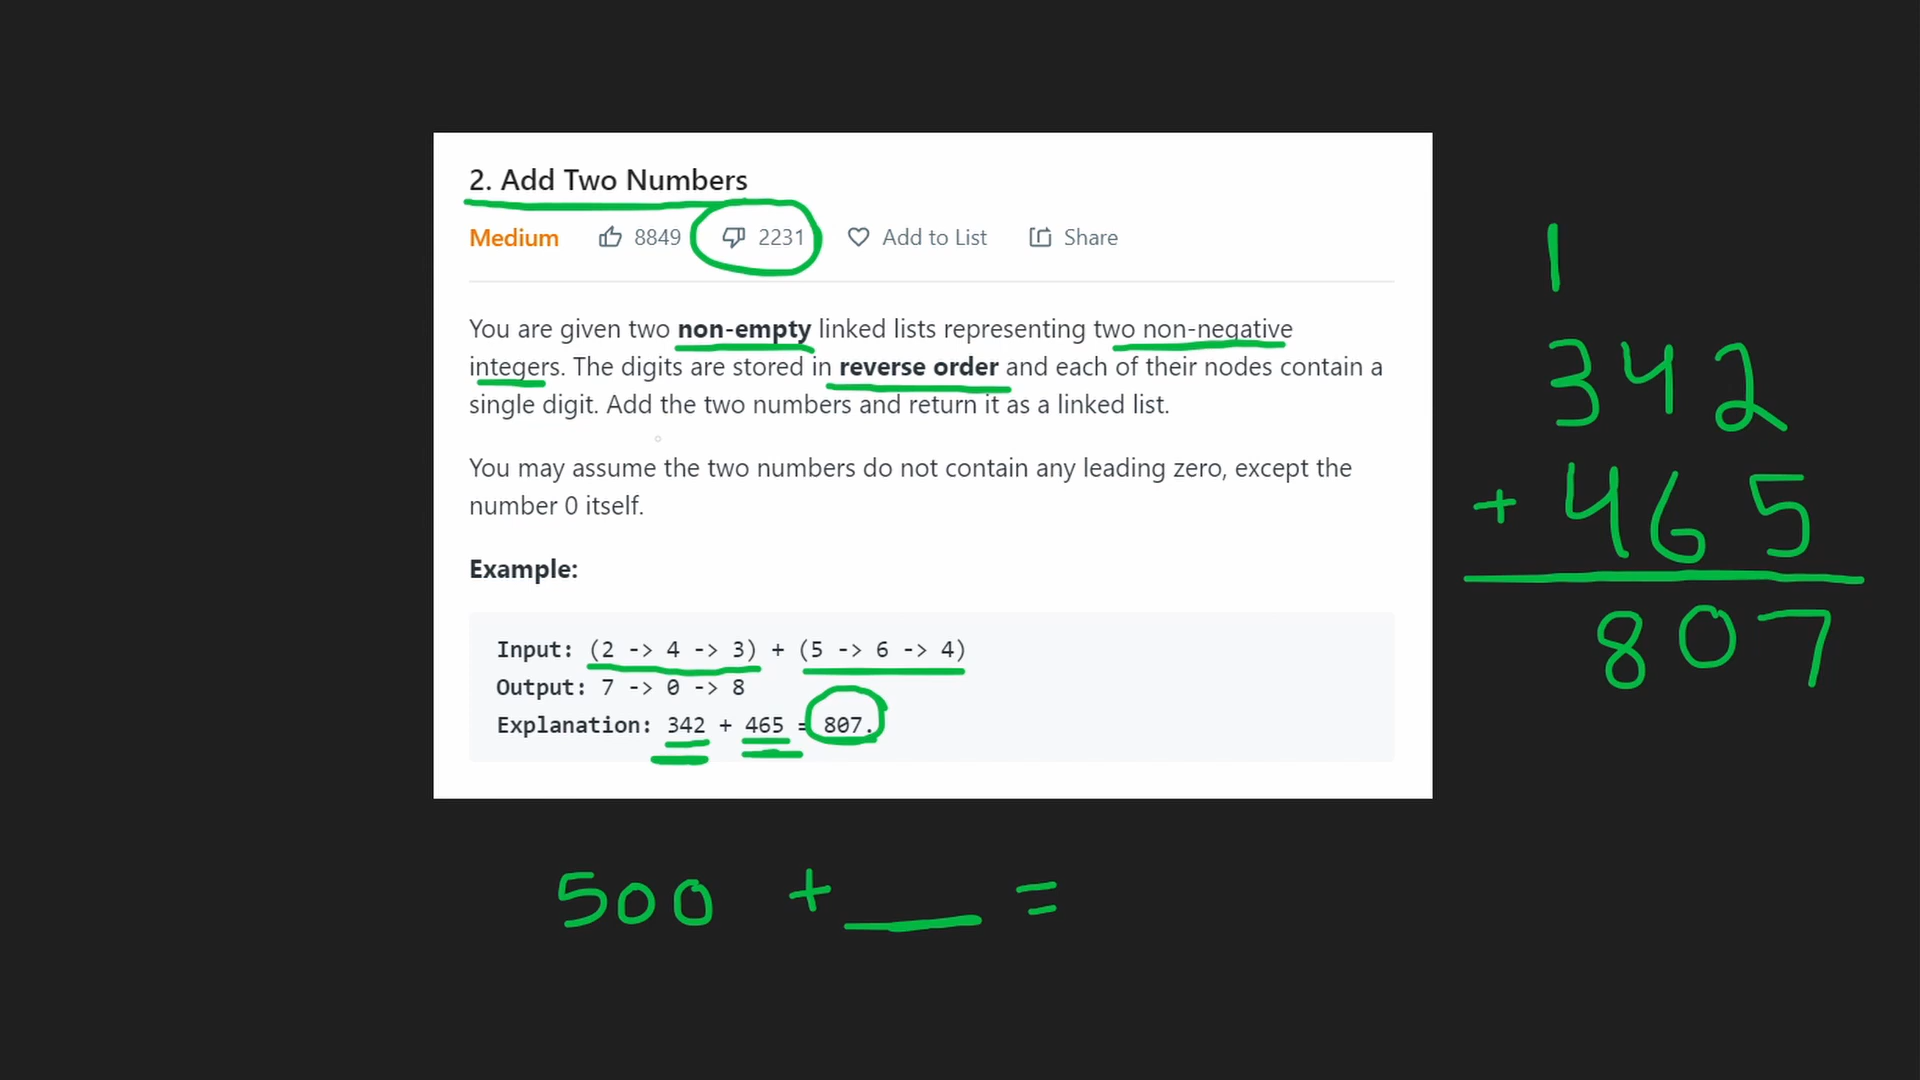 2. Add Two Numbers
Medium 8849 2231 Add to List Share
You are given two non-empty linked lists representing two non-negative
integers. The digits are stored in reverse order and each of their nodes contain a
single digit. Add the two numbers and return it as a linked list.
You may assume the two numbers do not contain any leading zero, except the
number 0 itself.
Example:
Input: (2 -> 4 -> 3) + (5 -> 6 -> 4)
Output: 7 -> 0 -> 8
Explanation: 342 + 465 = 807.
1
342
+ 465
807
500 + __ =